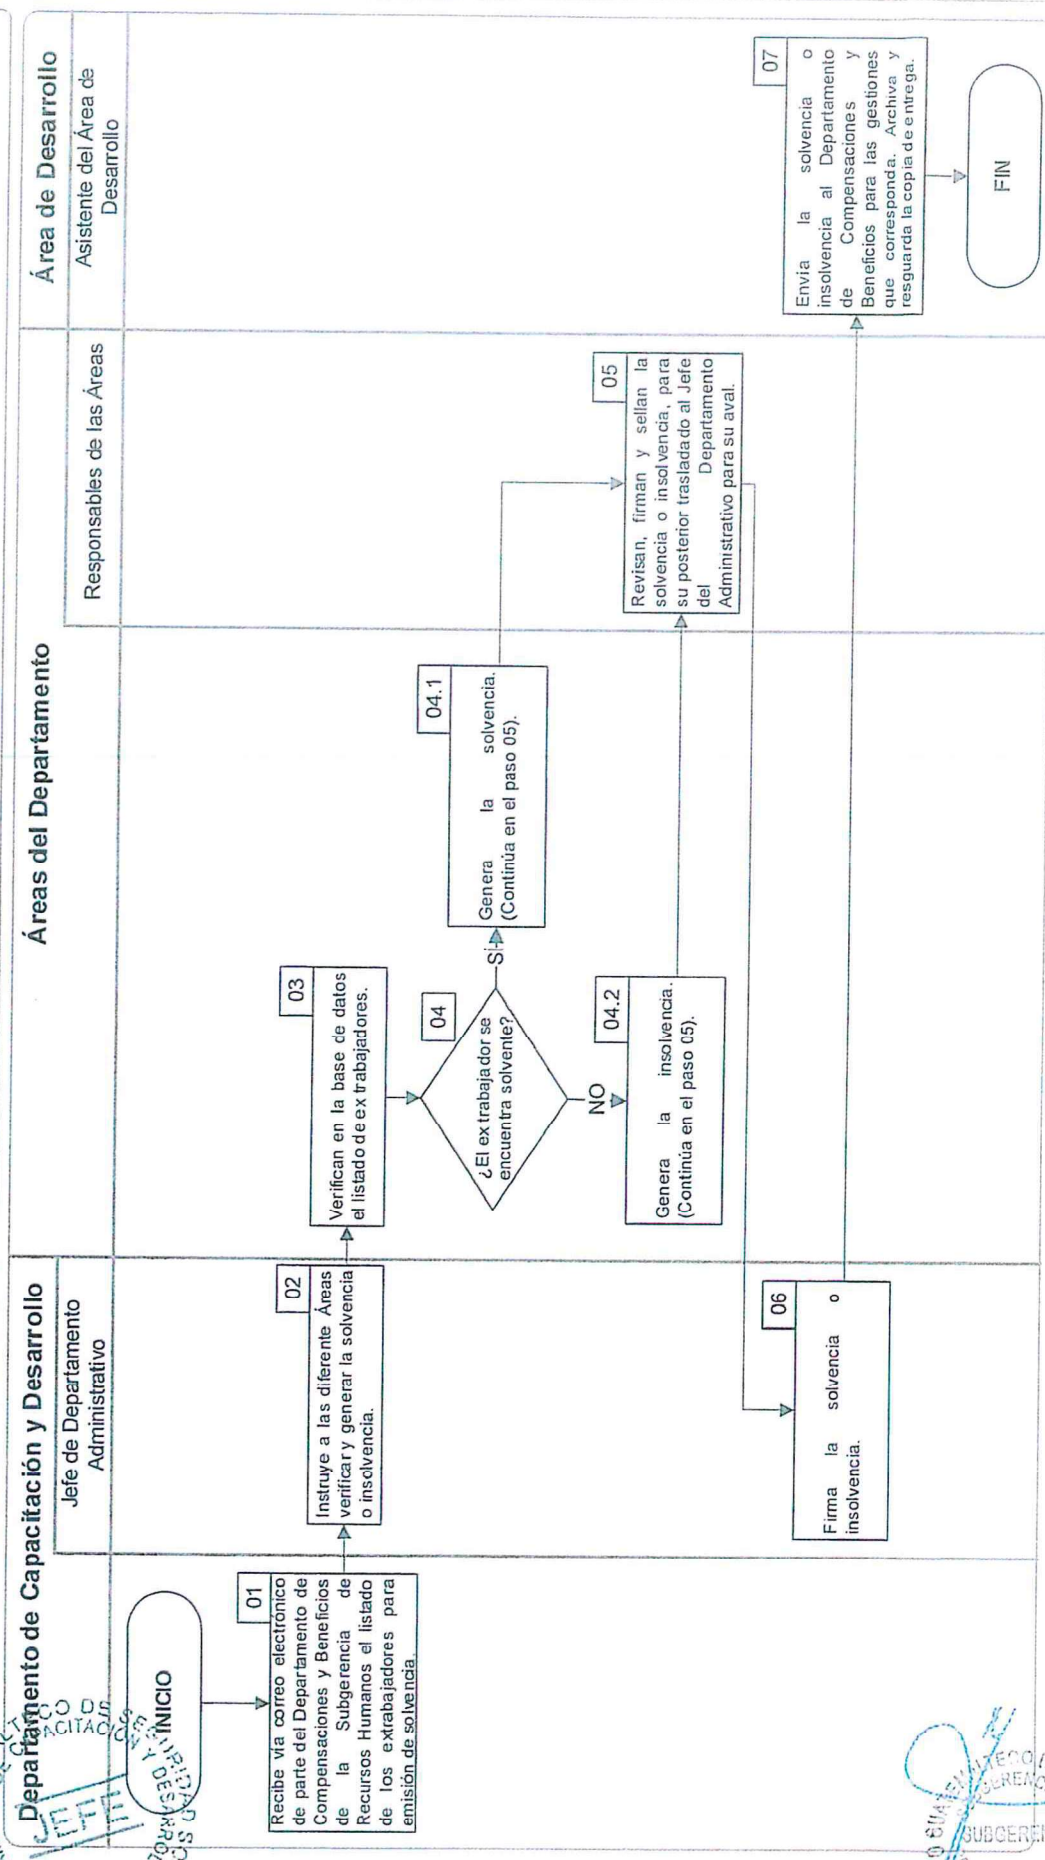 Departamento de Capacitación y Desarrollo
Áreas del Departamento
Área de Desarrollo
Jefe de Departamento
Administrativo
Responsables de las Áreas
Asistente del Área de
Desarrollo
INICIO
01
Recibe vía correo electrónico
de parte del Departamento de
Compensaciones y Beneficios
de la Subgerencia de
Recursos Humanos el listado
de los extrabajadores para
emisión de solvencia.
02
Instruye a las diferente Áreas
verificar y generar la solvencia
o insolvencia.
03
Verifican en la base de datos
el listado de ex trabajadores.
04
¿El ex trabajador se
encuentra solvente?
SÍ
04.1
Genera la solvencia.
(Continúa en el paso 05).
NO
04.2
Genera la insolvencia.
(Continúa en el paso 05).
05
Revisan, firman y sellan la
solvencia o insolvencia, para
su posterior trasladado al Jefe
del Departamento
Administrativo para su aval.
06
Firma la solvencia o
insolvencia.
07
Envia la solvencia o
insolvencia al Departamento
de Compensaciones y
Beneficios para las gestiones
que corresponda. Archiva y
resguarda la copia de entrega.
FIN
JEFE